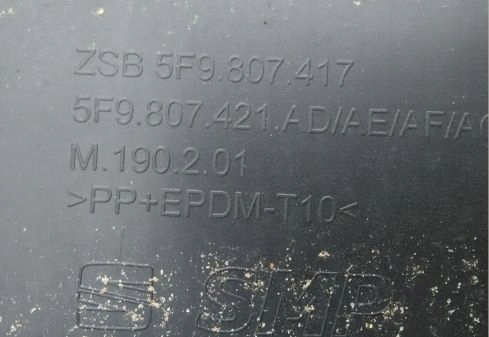 ZSB 5F9.807.417
5F9.807.421.AD/AE/AF/
M.190.2.01
>PP+EPDM-T10<
SMP